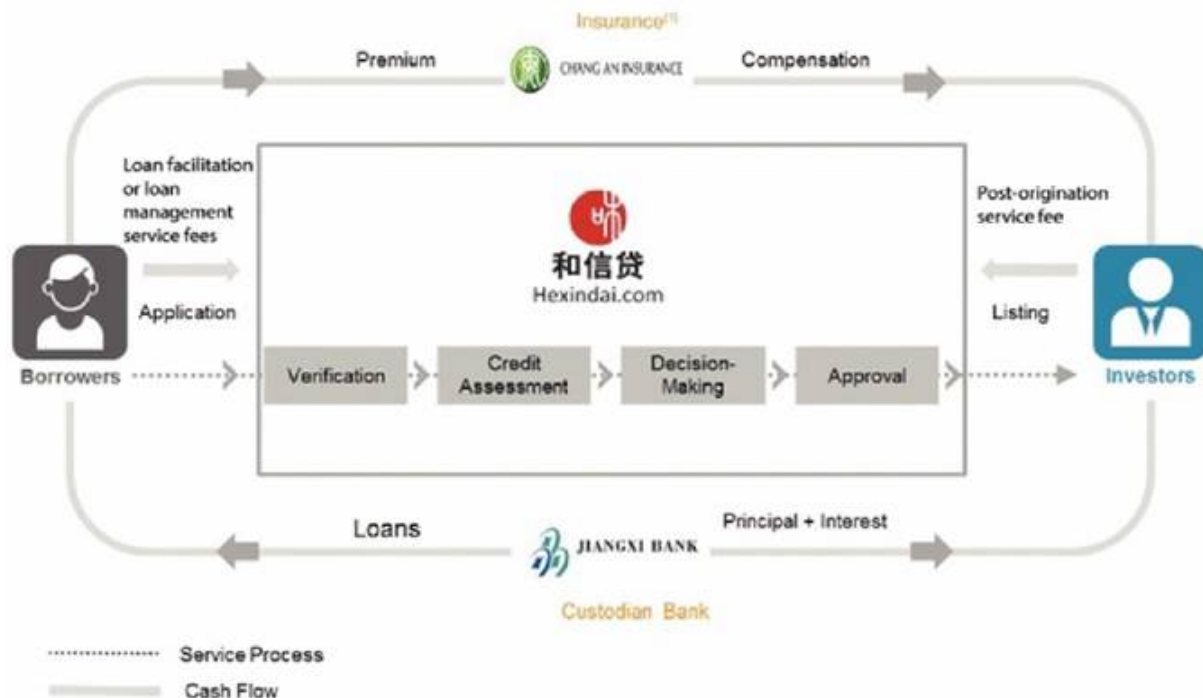 Insurance⁽¹⁾
Premium
CHANG AN INSURANCE
Compensation
Loan facilitation
or loan
management
service fees
Post-origination
service fee
和信贷
Hexindai.com
Application
Listing
Borrowers
Verification
Credit
Assessment
Decision-
Making
Approval
Investors
Loans
JIANGXI BANK
Principal + Interest
Custodian Bank
Service Process
Cash Flow